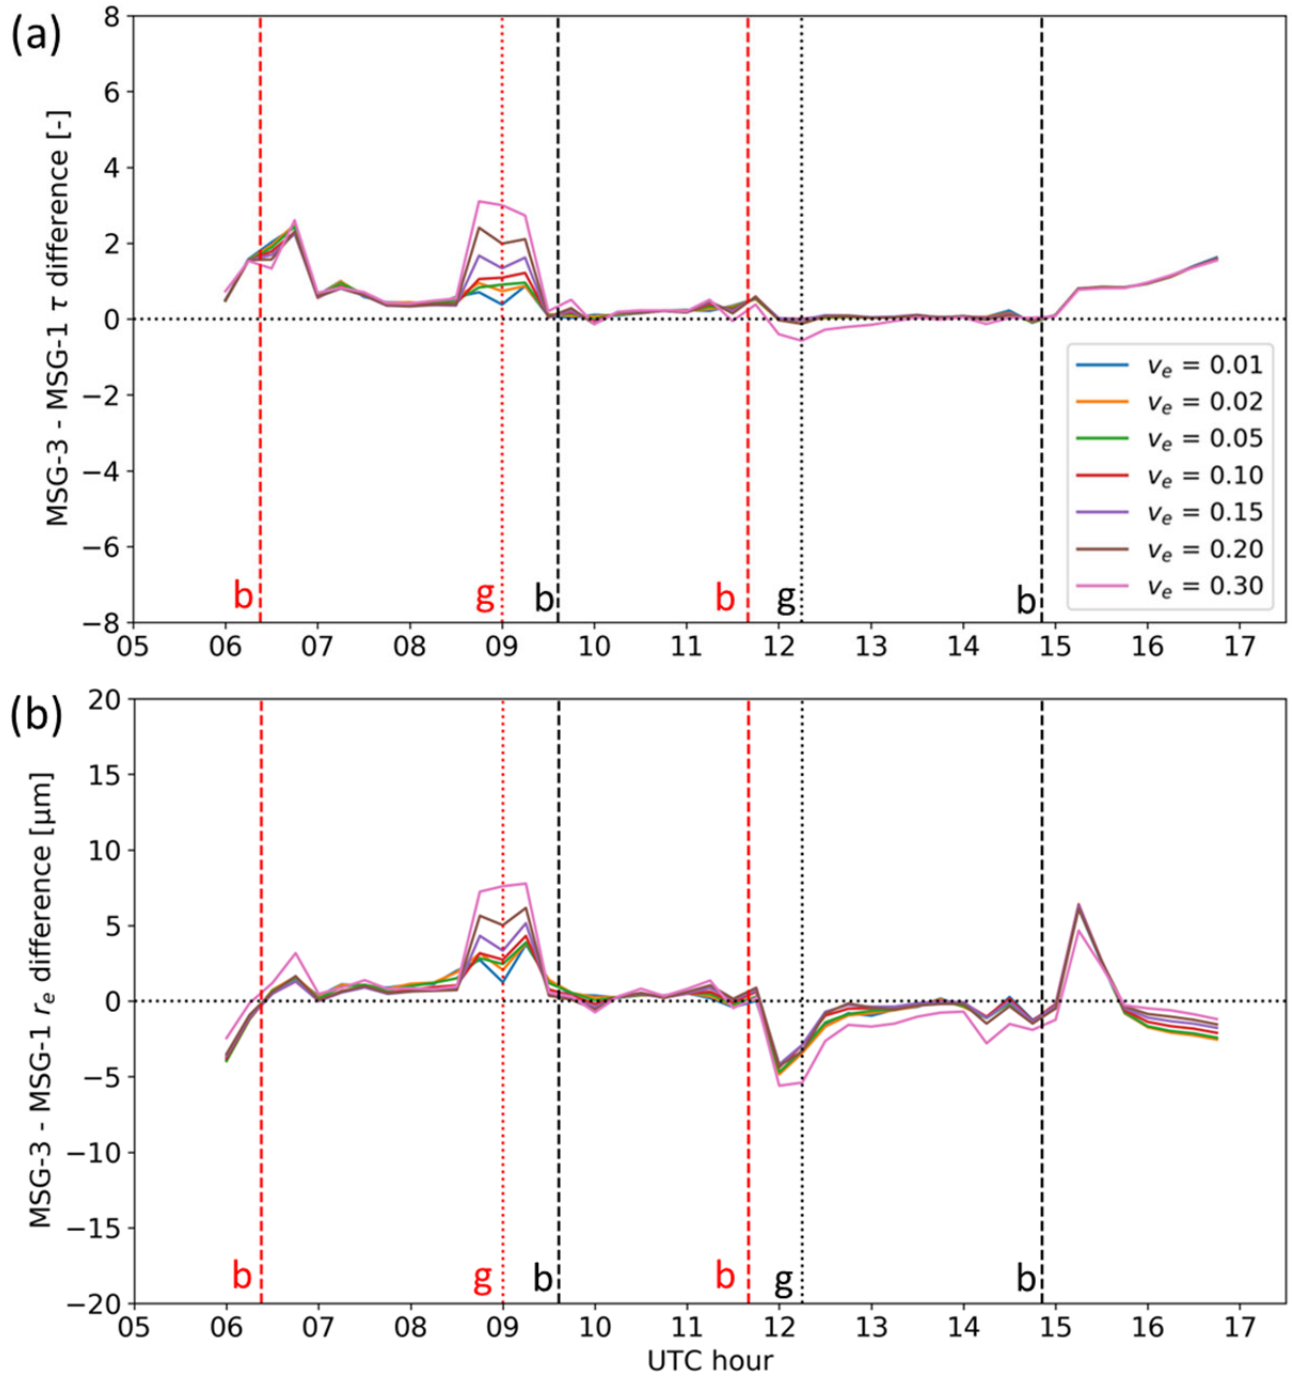 (a)
MSG-3 - MSG-1 τ difference [-]
8
6
4
2
0
−2
−4
−6
−8
b
g
b
b
g
b
vₑ = 0.01
vₑ = 0.02
vₑ = 0.05
vₑ = 0.10
vₑ = 0.15
vₑ = 0.20
vₑ = 0.30
05 06 07 08 09 10 11 12 13 14 15 16 17
(b)
MSG-3 - MSG-1 rₑ difference [μm]
20
15
10
5
0
−5
−10
−15
−20
b
g
b
b
g
b
05 06 07 08 09 10 11 12 13 14 15 16 17
UTC hour